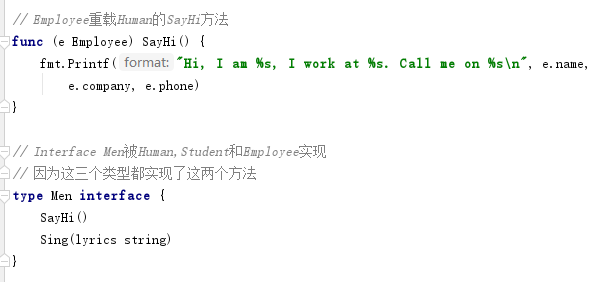 // Employee重载Human的SayHi方法
func (e Employee) SayHi() {
    fmt.Printf( format: "Hi, I am %s, I work at %s. Call me on %s\n", e.name,
        e.company, e.phone)
}
// Interface Men被Human,Student和Employee实现
// 因为这三个类型都实现了这两个方法
type Men interface {
    SayHi()
    Sing(lyrics string)
}